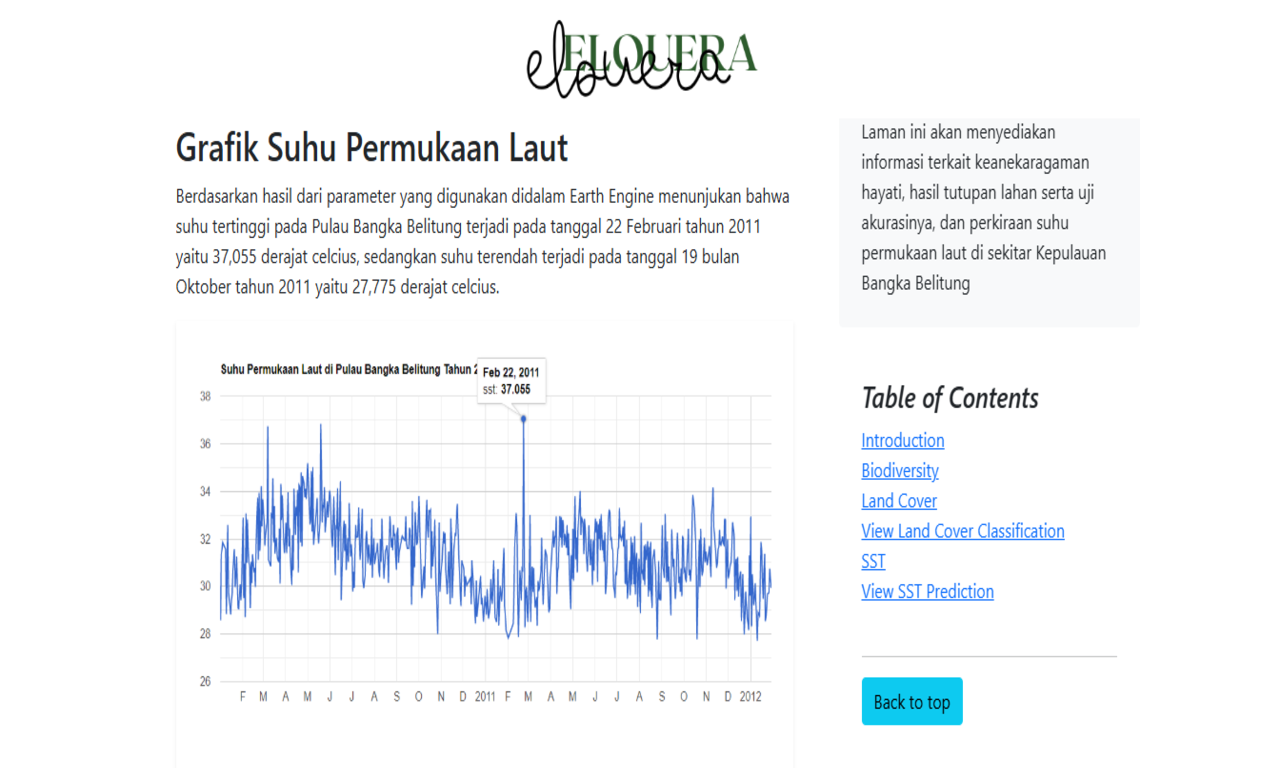 ELOUERA
elouera
Grafik Suhu Permukaan Laut
Berdasarkan hasil dari parameter yang digunakan didalam Earth Engine menunjukan bahwa
suhu tertinggi pada Pulau Bangka Belitung terjadi pada tanggal 22 Februari tahun 2011
yaitu 37,055 derajat celcius, sedangkan suhu terendah terjadi pada tanggal 19 bulan
Oktober tahun 2011 yaitu 27,775 derajat celcius.
Suhu Permukaan Laut di Pulau Bangka Belitung Tahun 2
Feb 22, 2011
sst: 37.055
38
36
34
32
30
28
26
F M A M J J A S O N D 2011 F M A M J J A S O N D 2012
Laman ini akan menyediakan
informasi terkait keanekaragaman
hayati, hasil tutupan lahan serta uji
akurasinya, dan perkiraan suhu
permukaan laut di sekitar Kepulauan
Bangka Belitung
Table of Contents
Introduction
Biodiversity
Land Cover
View Land Cover Classification
SST
View SST Prediction
Back to top